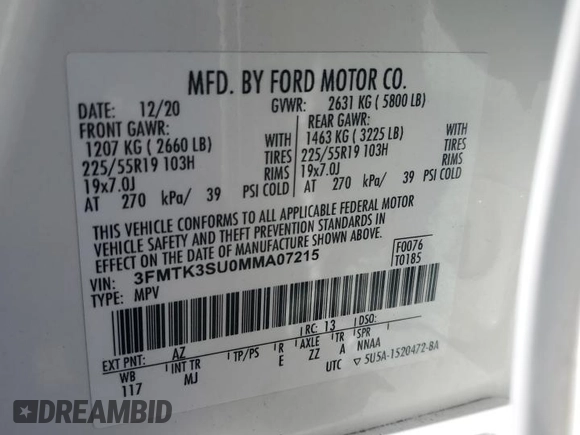 MFD. BY FORD MOTOR CO.
DATE: 12/20 GVWR: 2631 KG ( 5800 LB)
FRONT GAWR: REAR GAWR:
1207 KG ( 2660 LB) WITH 1463 KG ( 3225 LB) WITH
225/55R19 103H TIRES 225/55R19 103H TIRES
19x7.0J RIMS 19x7.0J RIMS
AT 270 kPa/ 39 PSI COLD AT 270 kPa/ 39 PSI COLD
THIS VEHICLE CONFORMS TO ALL APPLICABLE FEDERAL MOTOR
VEHICLE SAFETY AND THEFT PREVENTION STANDARDS IN
EFFECT ON THE DATE OF MANUFACTURE SHOWN ABOVE.
VIN: 3FMTK3SU0MMA07215 F0076
TYPE: MPV T0185
EXT PNT: AZ RC: 13 DSO:
WB INT TR TP/PS R AXLE TR SPR
117 MJ E ZZ A NNAA
UTC ▽ 5U5A-1520472-BA
DREAMBID